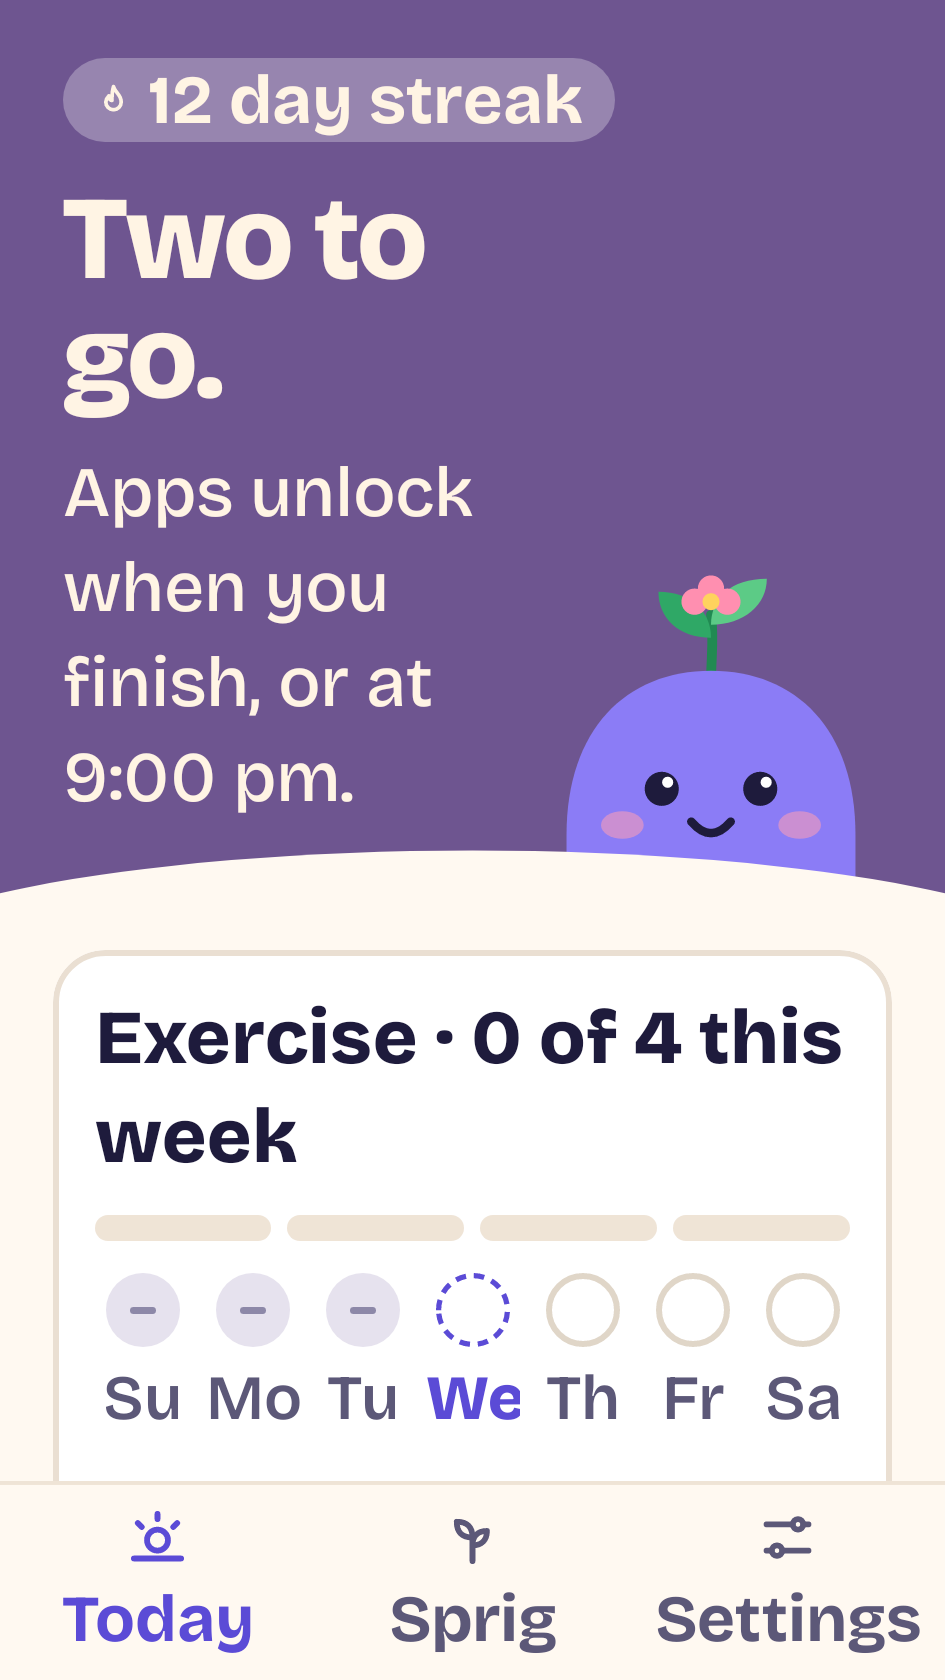 12 day streak
Two to
go.
Apps unlock
when you
finish, or at
9:00 pm.
Exercise · 0 of 4 this
week
Su Mo Tu We Th Fr Sa
Today Sprig Settings